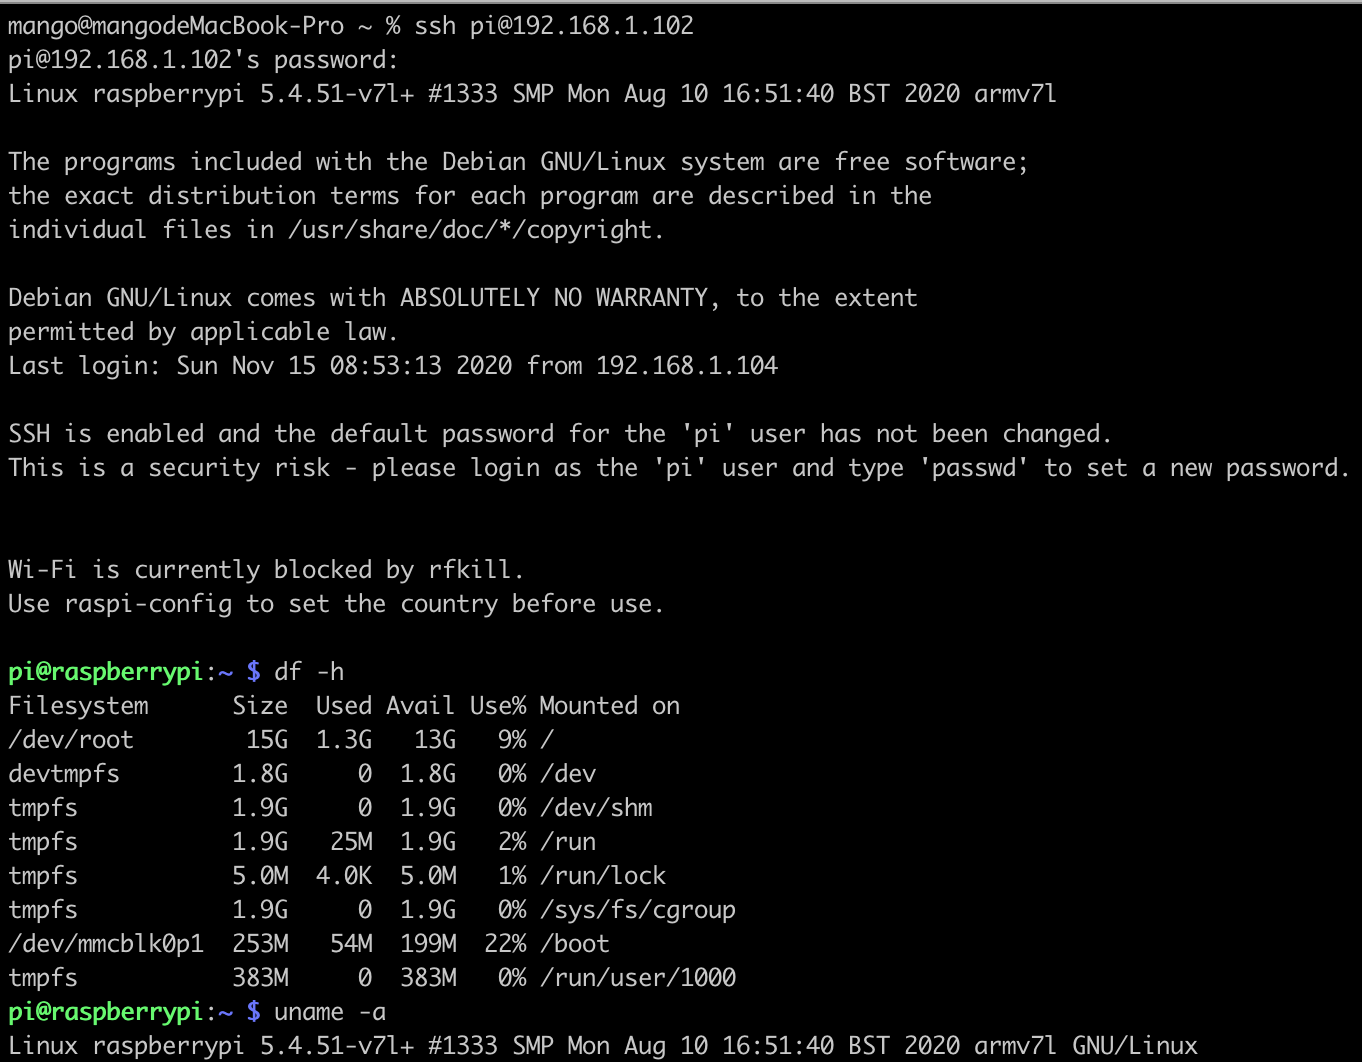 mango@mangodeMacBook-Pro ~ % ssh pi@192.168.1.102
pi@192.168.1.102's password:
Linux raspberrypi 5.4.51-v7l+ #1333 SMP Mon Aug 10 16:51:40 BST 2020 armv7l

The programs included with the Debian GNU/Linux system are free software;
the exact distribution terms for each program are described in the
individual files in /usr/share/doc/*/copyright.

Debian GNU/Linux comes with ABSOLUTELY NO WARRANTY, to the extent
permitted by applicable law.
Last login: Sun Nov 15 08:53:13 2020 from 192.168.1.104

SSH is enabled and the default password for the 'pi' user has not been changed.
This is a security risk - please login as the 'pi' user and type 'passwd' to set a new password.


Wi-Fi is currently blocked by rfkill.
Use raspi-config to set the country before use.

pi@raspberrypi:~ $ df -h
Filesystem      Size  Used Avail Use% Mounted on
/dev/root        15G  1.3G   13G   9% /
devtmpfs        1.8G     0  1.8G   0% /dev
tmpfs           1.9G     0  1.9G   0% /dev/shm
tmpfs           1.9G   25M  1.9G   2% /run
tmpfs           5.0M  4.0K  5.0M   1% /run/lock
tmpfs           1.9G     0  1.9G   0% /sys/fs/cgroup
/dev/mmcblk0p1  253M   54M  199M  22% /boot
tmpfs           383M     0  383M   0% /run/user/1000
pi@raspberrypi:~ $ uname -a
Linux raspberrypi 5.4.51-v7l+ #1333 SMP Mon Aug 10 16:51:40 BST 2020 armv7l GNU/Linux